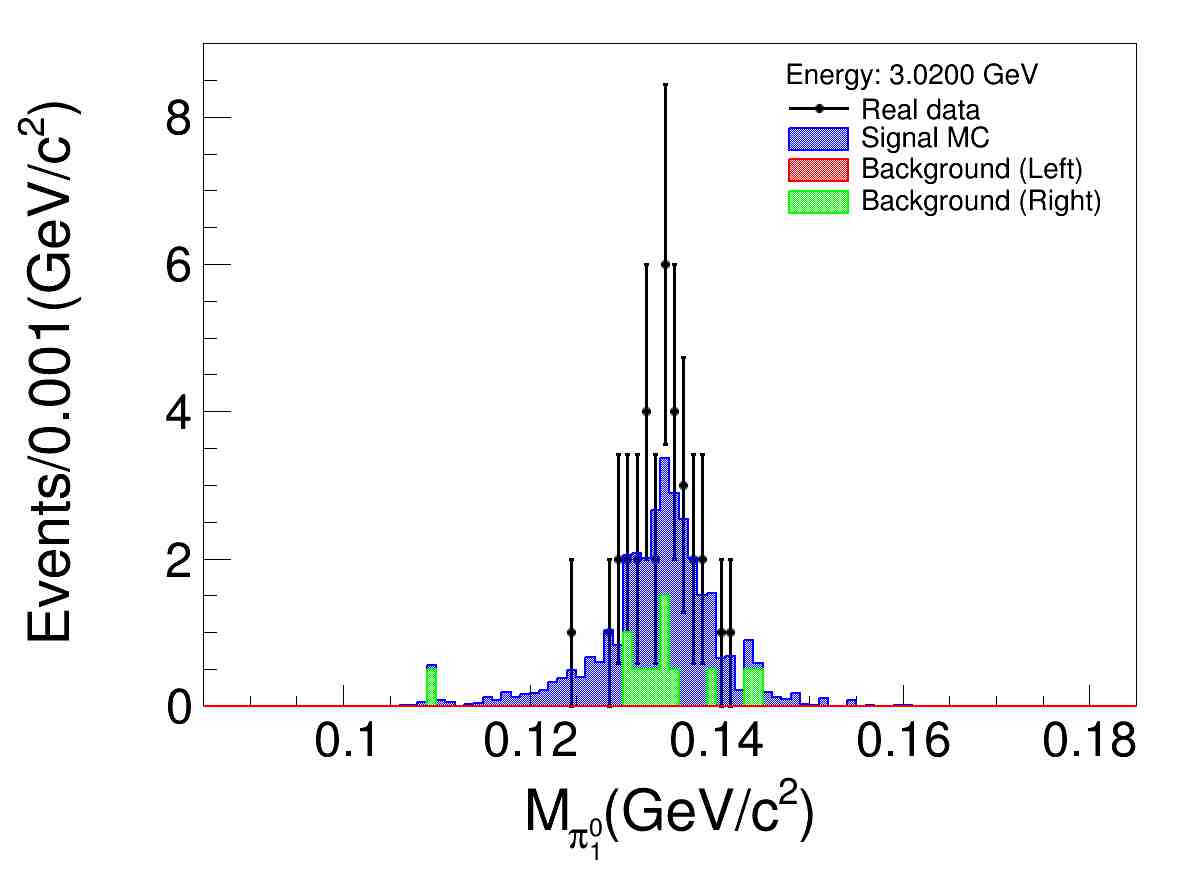 Energy: 3.0200 GeV
Real data
Signal MC
Background (Left)
Background (Right)
Events/0.001(GeV/c²)
8
6
4
2
0
0.1 0.12 0.14 0.16 0.18
M_π⁰₁(GeV/c²)